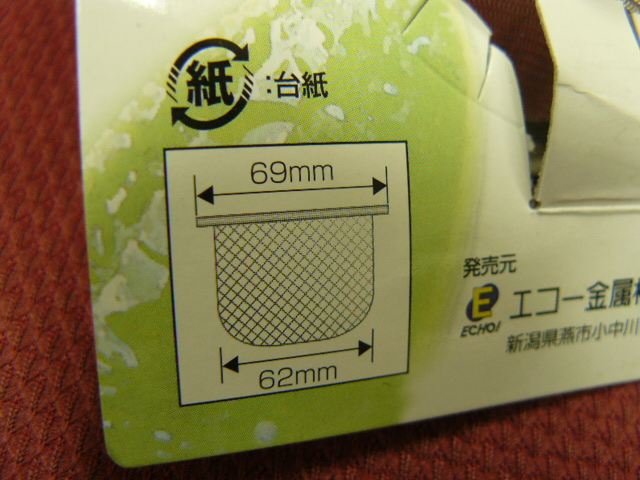 紙:台紙
69mm
62mm
発売元
E エコー金属
ECHO!
新潟県燕市小中川